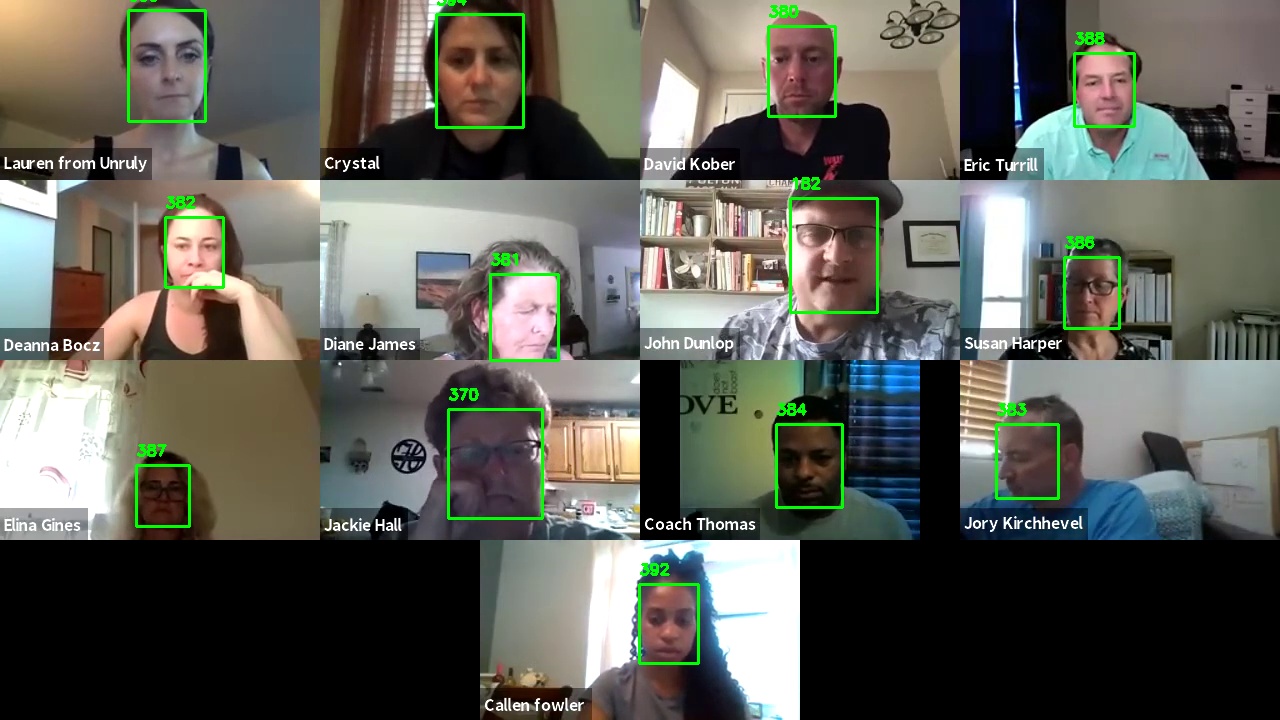 380
Lauren from Unruly
Crystal
David Kober
388
Eric Turrill
382
Deanna Bocz
381
Diane James
182
John Dunlop
386
Susan Harper
387
Elina Gines
370
Jackie Hall
OVE
384
Coach Thomas
383
Jory Kirchhevel
392
Callen fowler